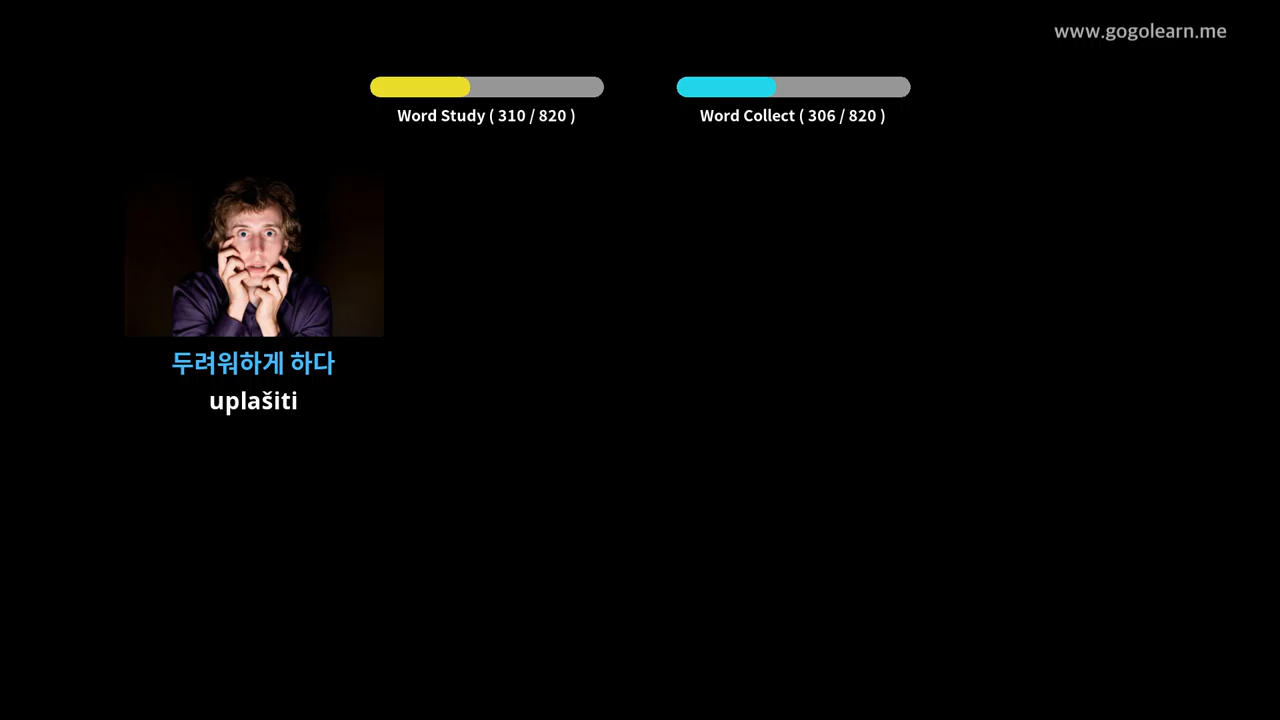 www.gogolearn.me
Word Study ( 310 / 820 )
Word Collect ( 306 / 820 )
두려워하게 하다
uplašiti